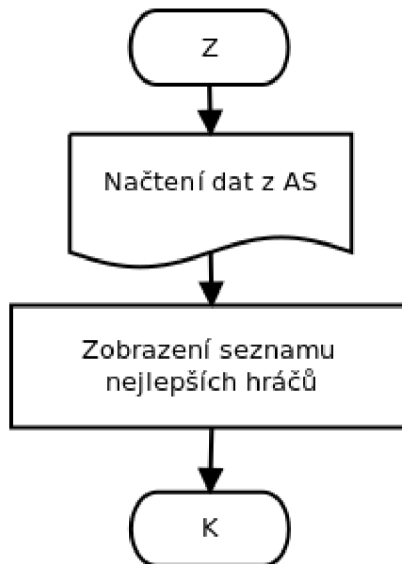 Z
Načtení dat z AS
Zobrazení seznamu
nejlepších hráčů
K